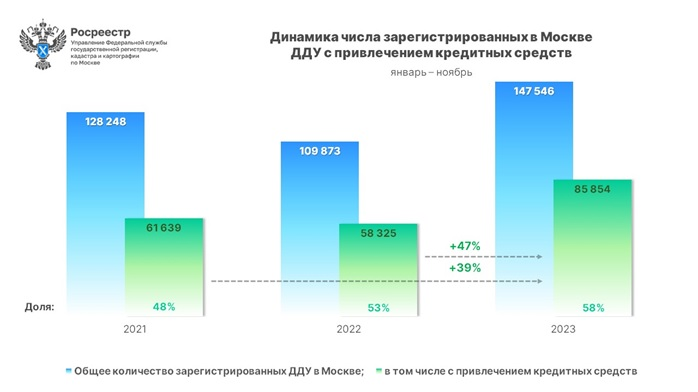 Росреестр
Управление Федеральной службы
государственной регистрации,
кадастра и картографии
по Москве
Динамика числа зарегистрированных в Москве
ДДУ с привлечением кредитных средств
январь – ноябрь
128 248
61 639
48%
109 873
58 325
53%
147 546
85 854
58%
+47%
+39%
Доля:
2021
2022
2023
Общее количество зарегистрированных ДДУ в Москве;
в том числе с привлечением кредитных средств